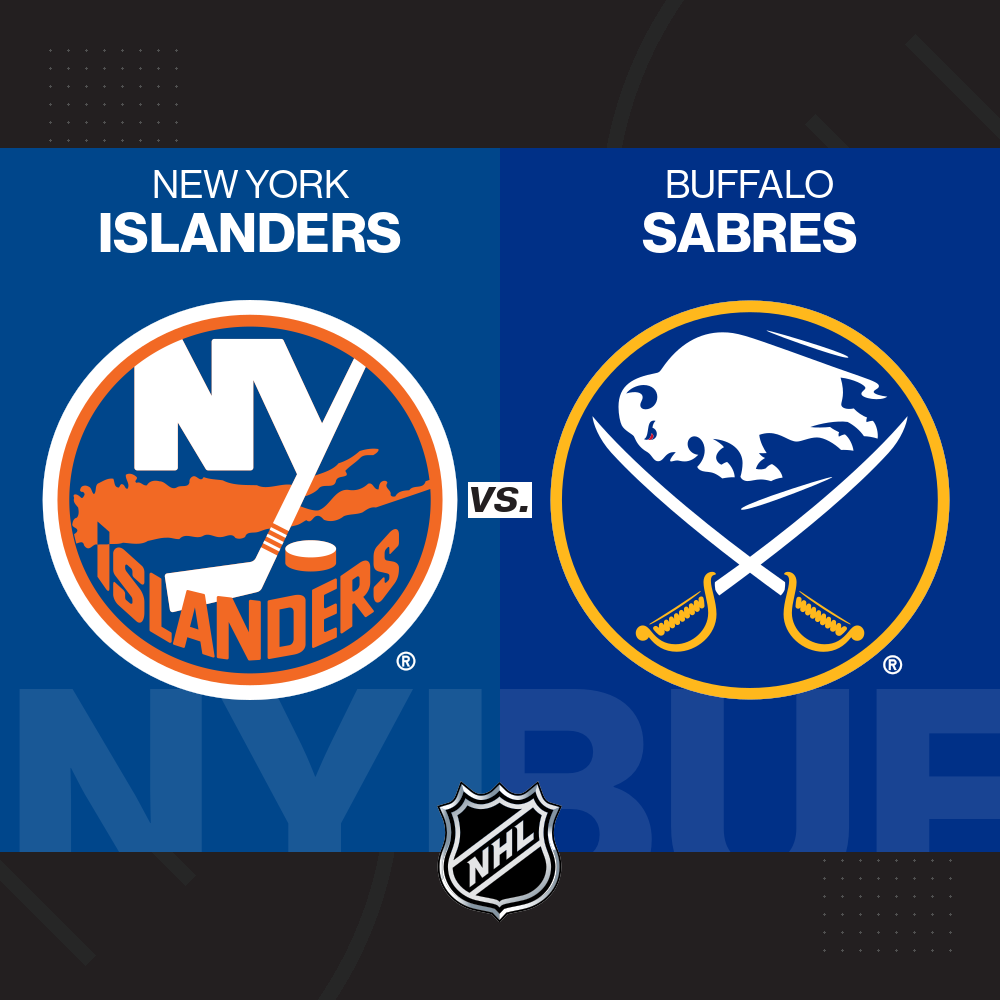 NEW YORK
ISLANDERS
BUFFALO
SABRES
NY
ISLANDERS
®
vs.
®
NYI
BUF
NHL